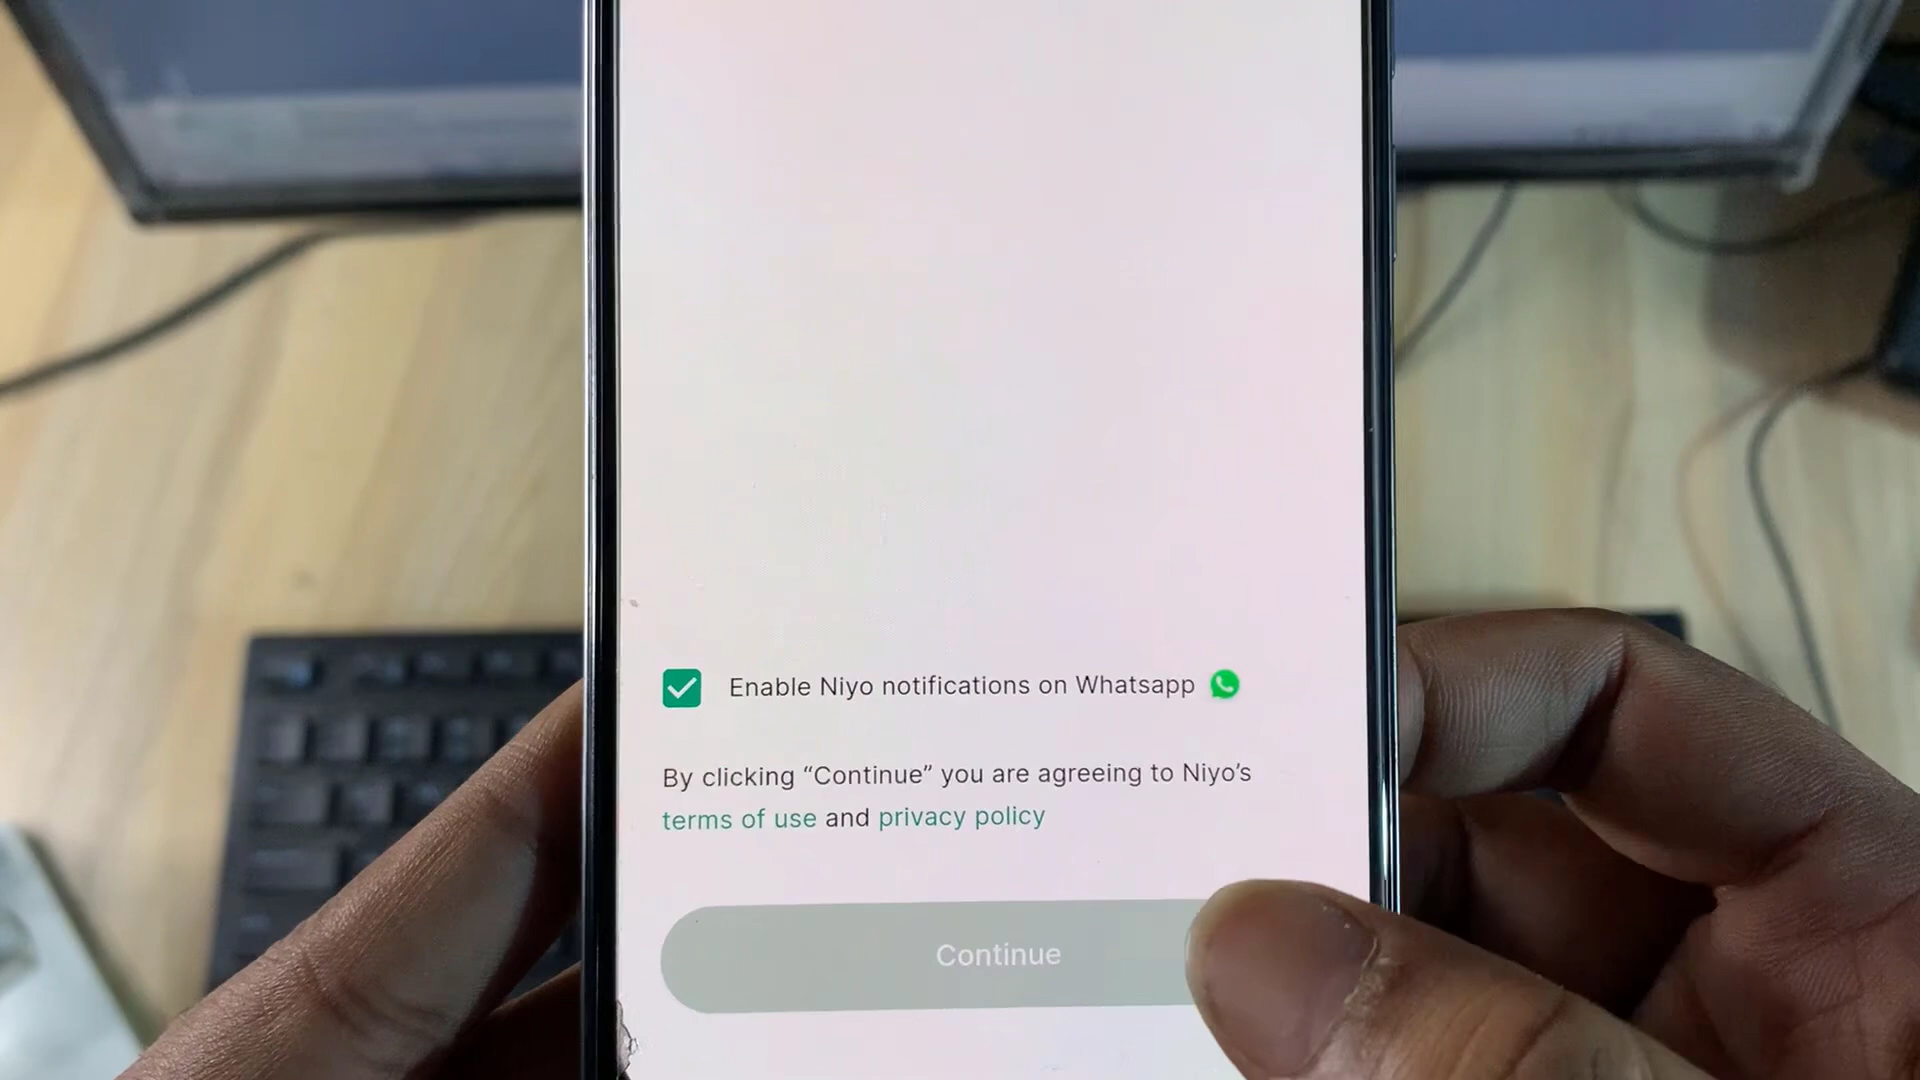 Enable Niyo notifications on Whatsapp
By clicking “Continue” you are agreeing to Niyo’s
terms of use and privacy policy
Continue